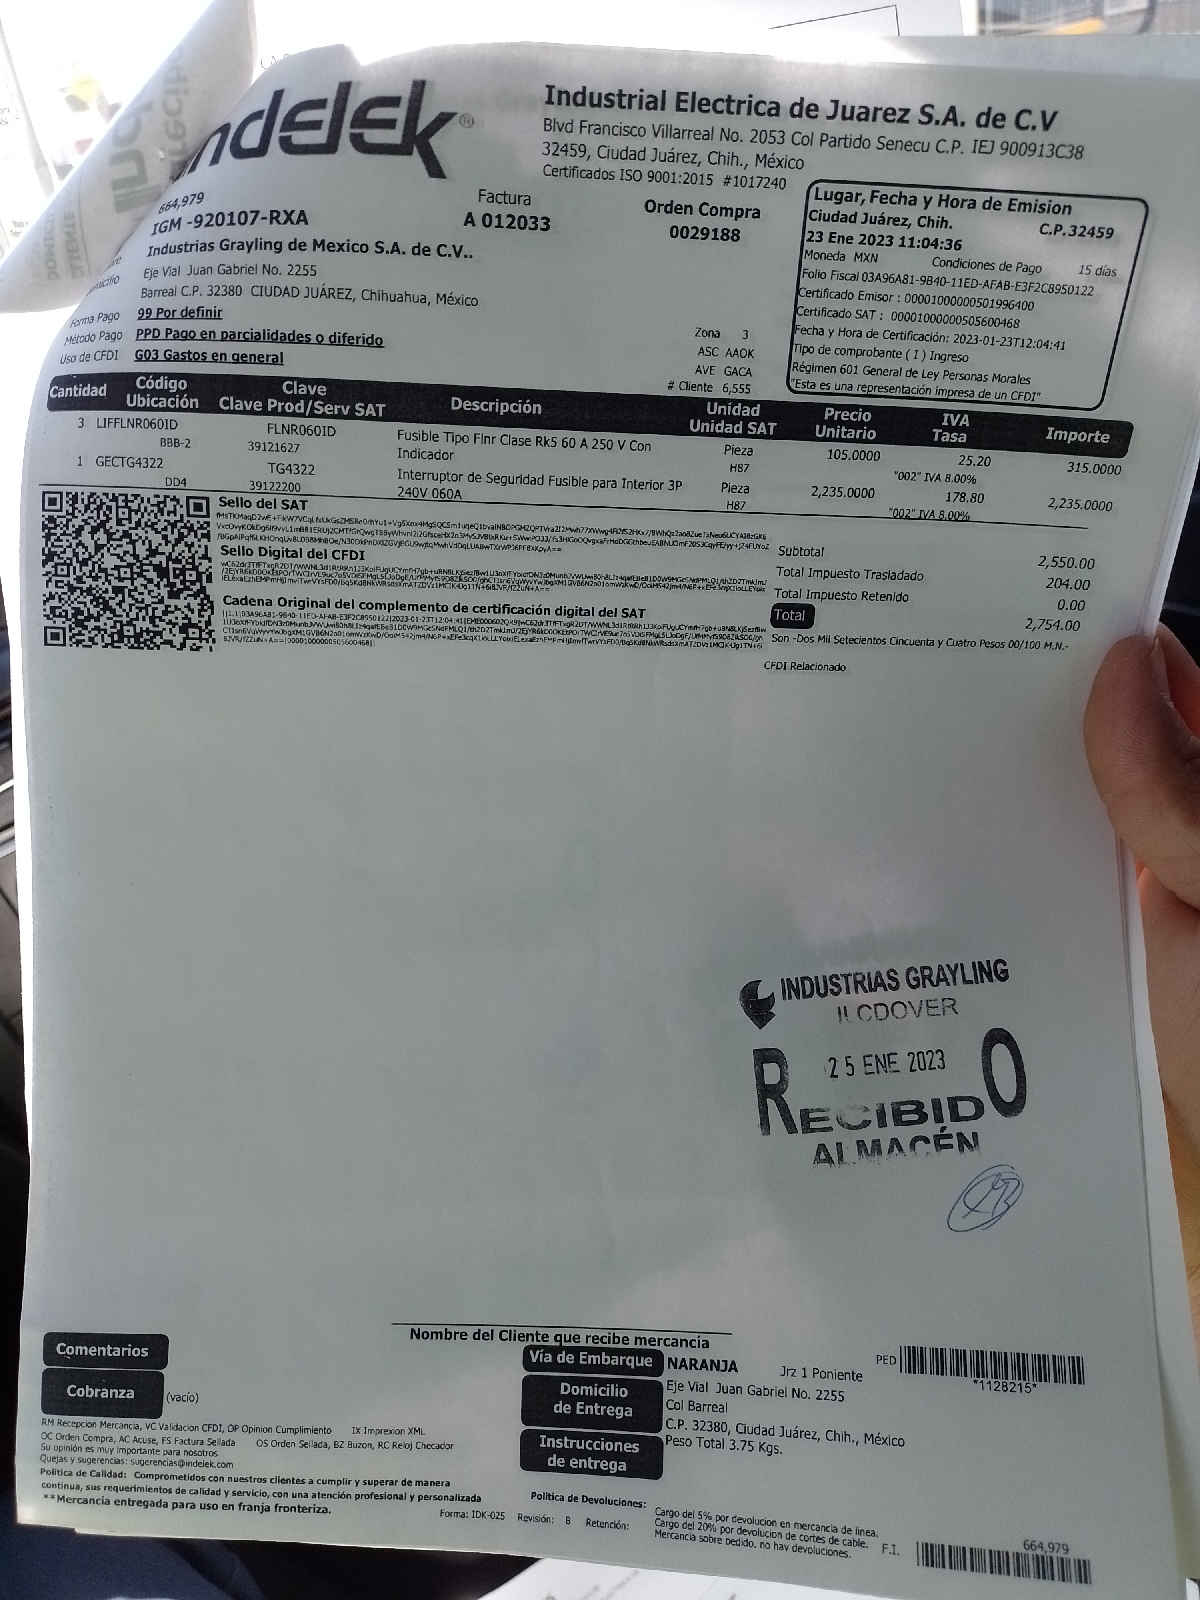 indelek®
Industrial Electrica de Juarez S.A. de C.V
Blvd Francisco Villarreal No. 2053 Col Partido Senecu C.P. IEJ 900913C38
32459, Ciudad Juárez, Chih., México
Certificados ISO 9001:2015 #1017240
664,979
IGM -920107-RXA
Factura
A 012033
Orden Compra
0029188
Industrias Grayling de Mexico S.A. de C.V..
Eje Vial Juan Gabriel No. 2255
Barreal C.P. 32380 CIUDAD JUÁREZ, Chihuahua, México
Forma Pago 99 Por definir
Método Pago PPD Pago en parcialidades o diferido
Uso de CFDI G03 Gastos en general
Zona 3
ASC AAOK
AVE GACA
# Cliente 6,555
Lugar, Fecha y Hora de Emision
Ciudad Juárez, Chih. C.P.32459
23 Ene 2023 11:04:36
Moneda MXN Condiciones de Pago 15 días
Folio Fiscal 03A96A81-9B40-11ED-AFAB-E3F2C8950122
Certificado Emisor : 00001000000501996400
Certificado SAT : 00001000000505600468
Fecha y Hora de Certificación: 2023-01-23T12:04:41
Tipo de comprobante ( I ) Ingreso
Régimen 601 General de Ley Personas Morales
"Esta es una representación impresa de un CFDI"
Cantidad Código Ubicación Clave Clave Prod/Serv SAT Descripción Unidad Unidad SAT Precio Unitario IVA Tasa Importe
3 LIFFLNR060ID FLNR060ID Fusible Tipo Flnr Clase Rk5 60 A 250 V Con Pieza 105.0000 25.20 315.0000
BBB-2 39121627 Indicador H87 "002" IVA 8.00%
1 GECTG4322 TG4322 Interruptor de Seguridad Fusible para Interior 3P Pieza 2,235.0000 178.80 2,235.0000
DD4 39122200 240V 060A H87 "002" IVA 8.00%
Sello del SAT
Sello Digital del CFDI
Cadena Original del complemento de certificación digital del SAT
Subtotal 2,550.00
Total Impuesto Trasladado 204.00
Total Impuesto Retenido 0.00
Total 2,754.00
Son -Dos Mil Setecientos Cincuenta y Cuatro Pesos 00/100 M.N.-
CFDI Relacionado
INDUSTRIAS GRAYLING
ILCDOVER
25 ENE 2023
RECIBIDO
ALMACÉN
Nombre del Cliente que recibe mercancía
Comentarios
Cobranza (vacío)
Vía de Embarque NARANJA Jrz 1 Poniente
Domicilio de Entrega
Eje Vial Juan Gabriel No. 2255
Col Barreal
C.P. 32380, Ciudad Juárez, Chih., México
Instrucciones de entrega
Peso Total 3.75 Kgs.
PED *1128215*
RM Recepcion Mercancia, VC Validacion CFDI, OP Opinion Cumplimiento IX Imprexion XML
OC Orden Compra, AC Acuse, FS Factura Sellada OS Orden Sellada, BZ Buzon, RC Reloj Checador
Su opinión es muy importante para nosotros
Quejas y sugerencias: sugerencias@indelek.com
Politica de Calidad: Comprometidos con nuestros clientes a cumplir y superar de manera
continua, sus requerimientos de calidad y servicio, con una atención profesional y personalizada
**Mercancia entregada para uso en franja fronteriza.
Forma: IDK-025 Revisión: B Retención:
Política de Devoluciones:
Cargo del 5% por devolucion en mercancia de linea.
Cargo del 20% por devolucion de cortes de cable.
Mercancia sobre pedido, no hay devoluciones.
F.I. 664,979